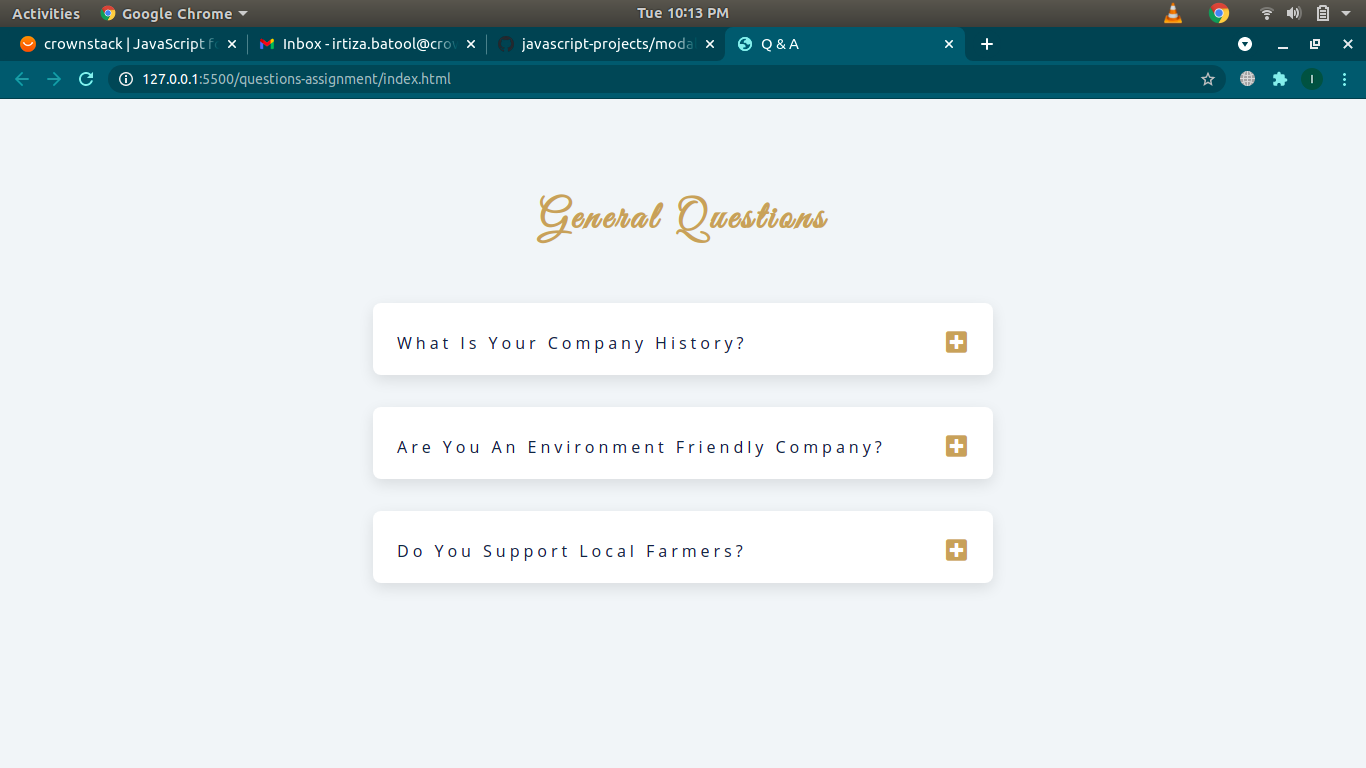 Activities Google Chrome Tue 10:13 PM
crownstack | JavaScript f Inbox - irtiza.batool@crow javascript-projects/moda Q & A
127.0.0.1:5500/questions-assignment/index.html I
General Questions
What Is Your Company History?
Are You An Environment Friendly Company?
Do You Support Local Farmers?